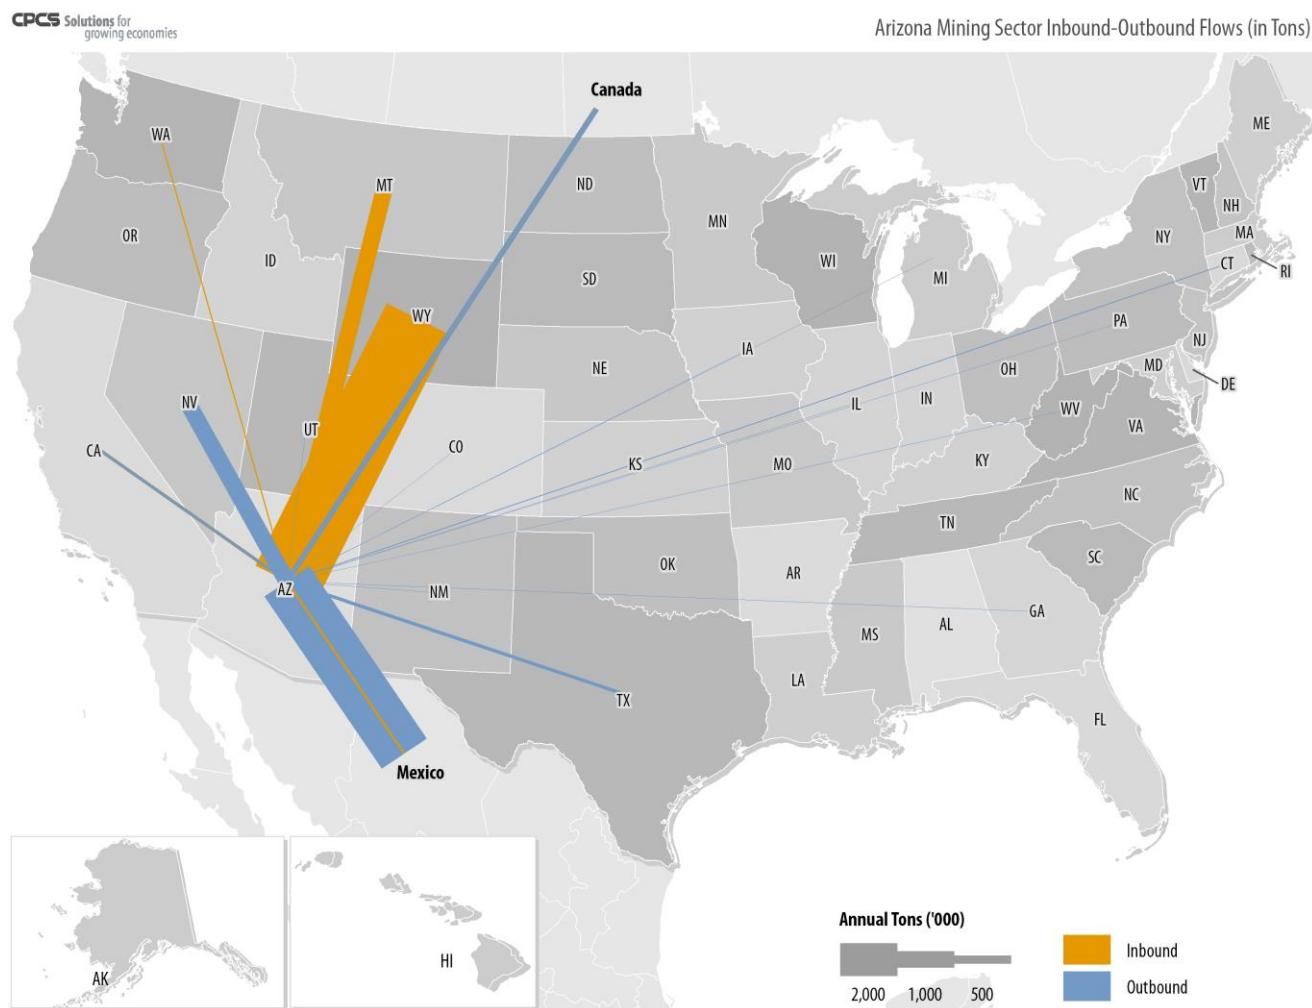 CPCS Solutions for
growing economies
Arizona Mining Sector Inbound-Outbound Flows (in Tons)
Canada
WA
MT
ND
MN
ME
VT
NH
OR
ID
SD
WI
MI
NY
MA
CT
RI
WY
IA
PA
NJ
NE
OH
MD
DE
NV
UT
CO
IL
IN
WV
VA
CA
KS
MO
KY
NC
TN
OK
AR
SC
AZ
NM
MS
AL
GA
TX
LA
FL
Mexico
AK
HI
Annual Tons ('000)
2,000 1,000 500
Inbound
Outbound